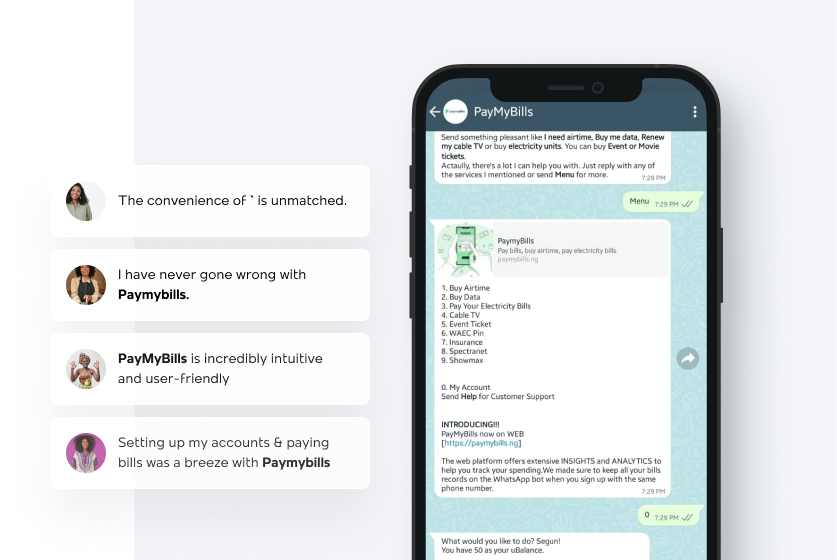 The convenience of ` is unmatched.
I have never gone wrong with
Paymybills.
PayMyBills is incredibly intuitive
and user-friendly
Setting up my accounts & paying
bills was a breeze with Paymybills
PayMyBills
Send something pleasant like I need airtime, Buy me data, Renew
my cable TV or buy electricity units. You can buy Event or Movie
tickets.
Actaully, there's a lot I can help you with. Just reply with any of
the services I mentioned or send Menu for more.
7:29 PM
Menu 7:29 PM
PaymyBills
Pay bills, buy airtime, pay electricity bills
paymybills.ng
1. Buy Airtime
2. Buy Data
3. Pay Your Electricity Bills
4. Cable TV
5. Event Ticket
6. WAEC Pin
7. Insurance
8. Spectranet
9. Showmax
0. My Account
Send Help for Customer Support
INTRODUCING!!!
PayMyBills now on WEB
[https://paymybills.ng]
The web platform offers extensive INSIGHTS and ANALYTICS to
help you track your spending.We made sure to keep all your bills
records on the WhatsApp bot when you sign up with the same
phone number.
7:29 PM
0 7:29 PM
What would you like to do? Segun!
You have 50 as your uBalance.